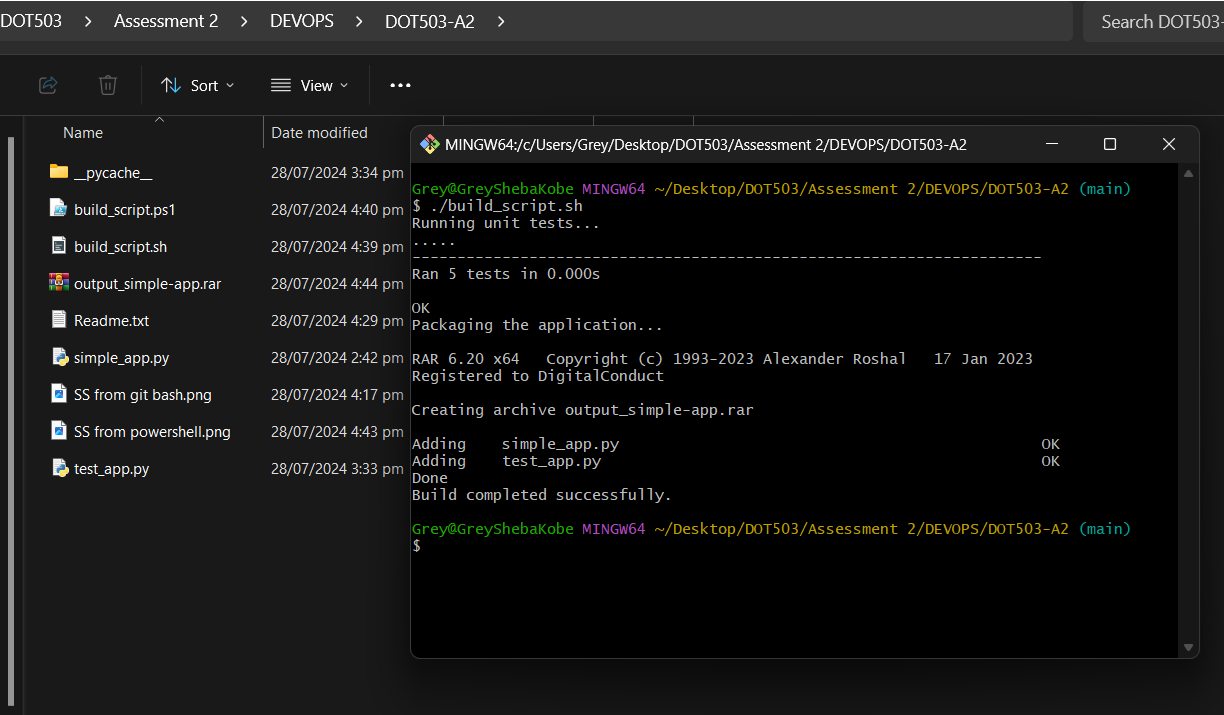 DOT503 > Assessment 2 > DEVOPS > DOT503-A2 >
Search DOT503-
Sort
View
Name
Date modified
__pycache__ 28/07/2024 3:34 pm
build_script.ps1 28/07/2024 4:40 pm
build_script.sh 28/07/2024 4:39 pm
output_simple-app.rar 28/07/2024 4:44 pm
Readme.txt 28/07/2024 4:29 pm
simple_app.py 28/07/2024 2:42 pm
SS from git bash.png 28/07/2024 4:17 pm
SS from powershell.png 28/07/2024 4:43 pm
test_app.py 28/07/2024 3:33 pm
MINGW64:/c/Users/Grey/Desktop/DOT503/Assessment 2/DEVOPS/DOT503-A2
Grey@GreyShebaKobe MINGW64 ~/Desktop/DOT503/Assessment 2/DEVOPS/DOT503-A2 (main)
$ ./build_script.sh
Running unit tests...
.....
----------------------------------------------------------------------
Ran 5 tests in 0.000s
OK
Packaging the application...
RAR 6.20 x64   Copyright (c) 1993-2023 Alexander Roshal   17 Jan 2023
Registered to DigitalConduct
Creating archive output_simple-app.rar
Adding    simple_app.py                                               OK
Adding    test_app.py                                                 OK
Done
Build completed successfully.
Grey@GreyShebaKobe MINGW64 ~/Desktop/DOT503/Assessment 2/DEVOPS/DOT503-A2 (main)
$